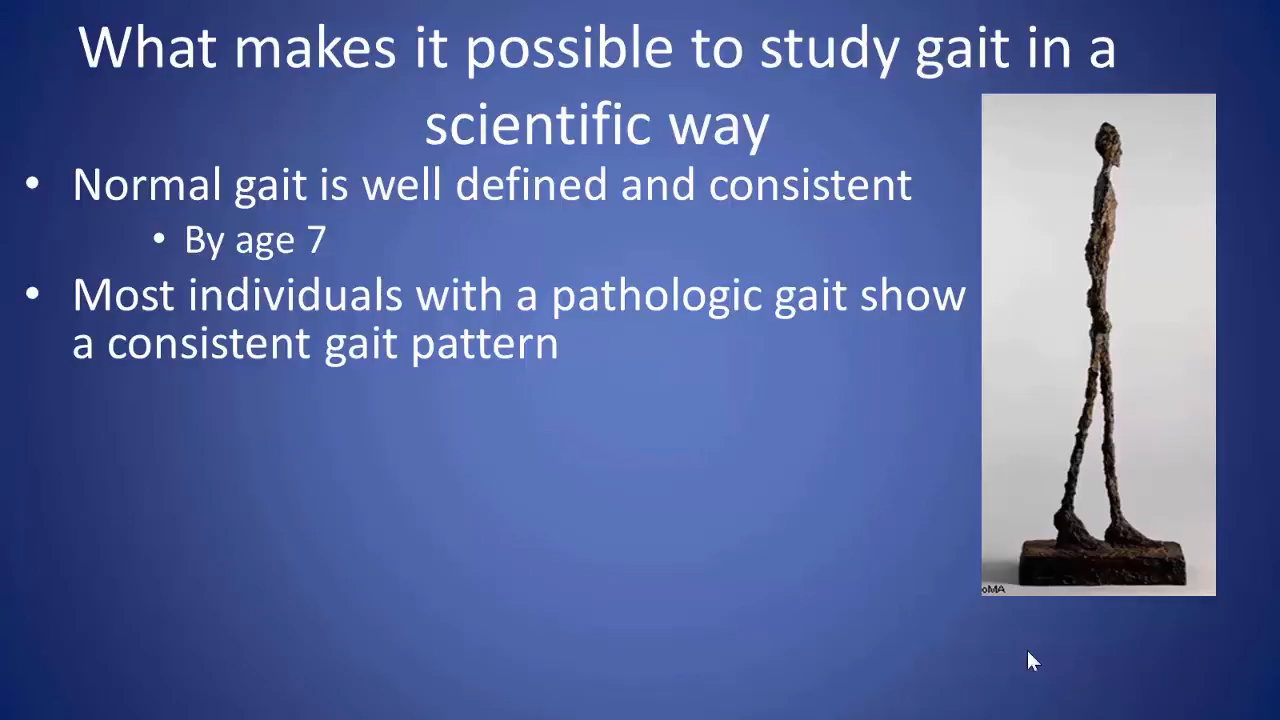 What makes it possible to study gait in a
scientific way
• Normal gait is well defined and consistent
• By age 7
• Most individuals with a pathologic gait show
a consistent gait pattern
oMA